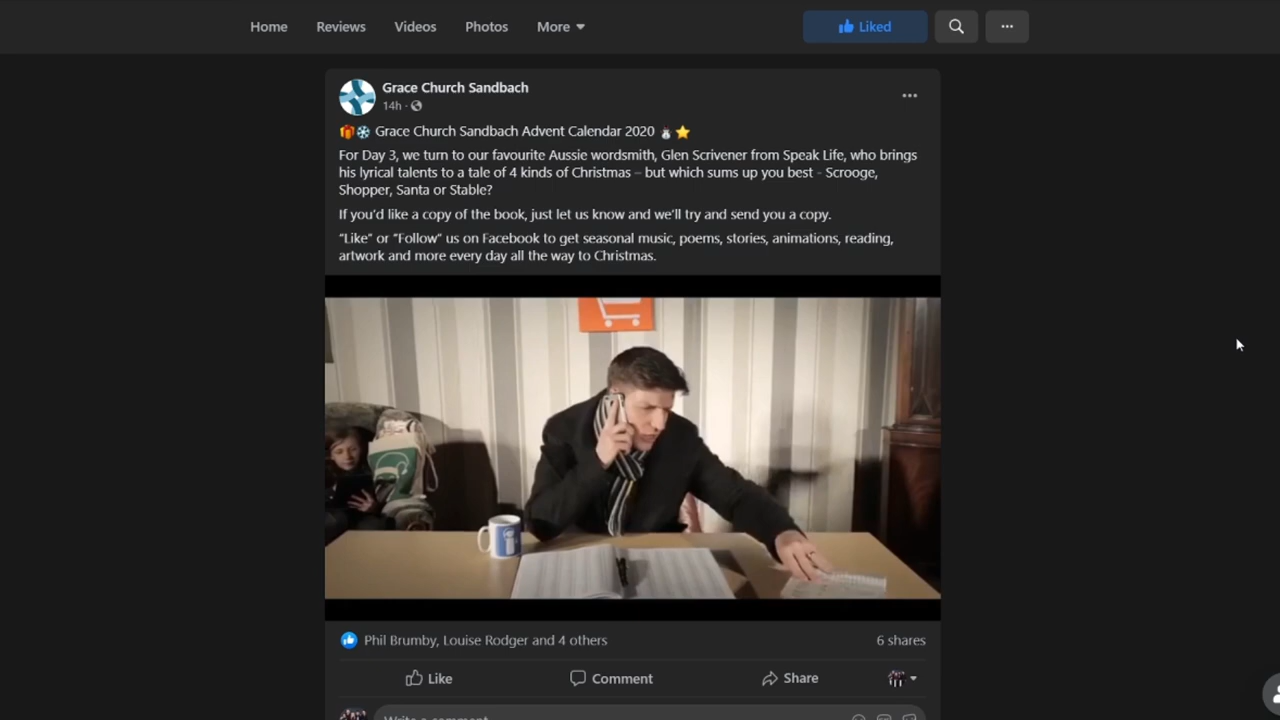 Home Reviews Videos Photos More Liked
Grace Church Sandbach
14h ·
Grace Church Sandbach Advent Calendar 2020
For Day 3, we turn to our favourite Aussie wordsmith, Glen Scrivener from Speak Life, who brings
his lyrical talents to a tale of 4 kinds of Christmas – but which sums up you best - Scrooge,
Shopper, Santa or Stable?
If you'd like a copy of the book, just let us know and we'll try and send you a copy.
"Like" or "Follow" us on Facebook to get seasonal music, poems, stories, animations, reading,
artwork and more every day all the way to Christmas.
Phil Brumby, Louise Rodger and 4 others 6 shares
Like Comment Share
Write a comment